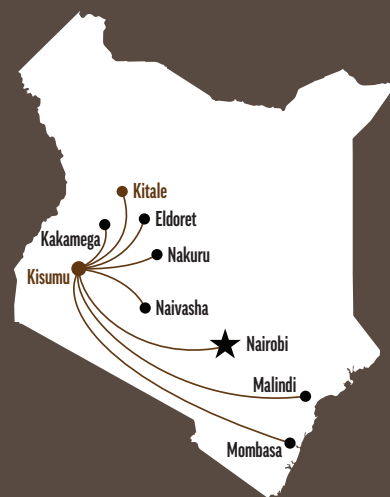 Kitale
Eldoret
Kakamega
Nakuru
Kisumu
Naivasha
Nairobi
Malindi
Mombasa